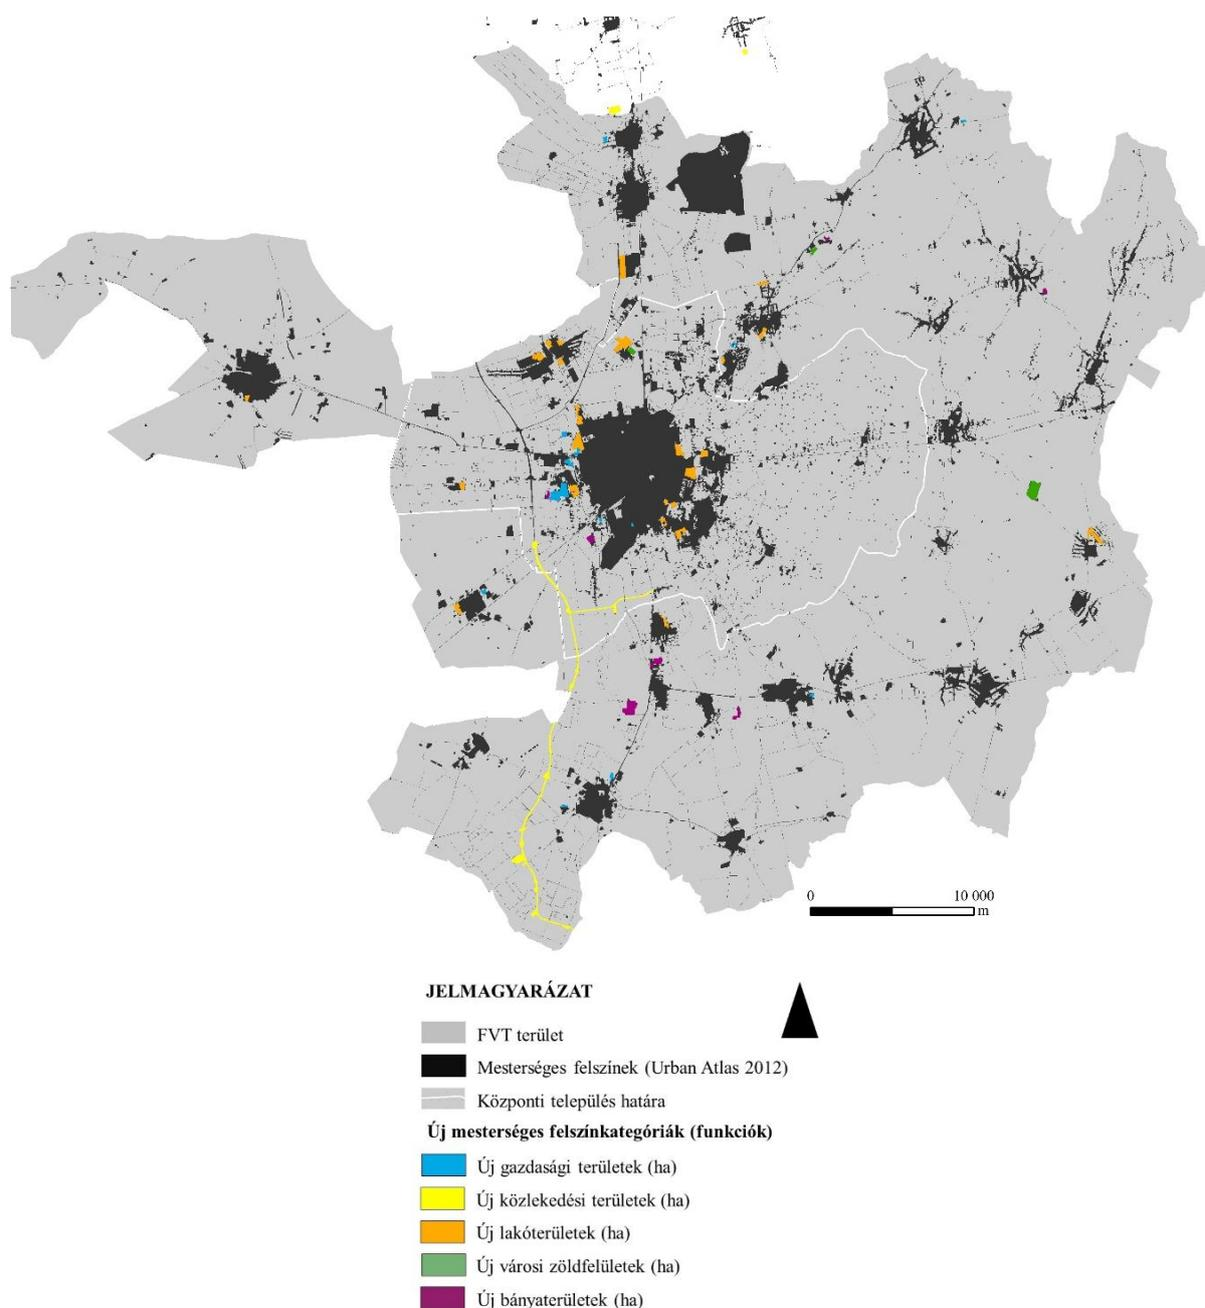 0 10 000
m
JELMAGYARÁZAT
FVT terület
Mesterséges felszínek (Urban Atlas 2012)
Központi település határa
Új mesterséges felszínkategóriák (funkciók)
Új gazdasági területek (ha)
Új közlekedési területek (ha)
Új lakóterületek (ha)
Új városi zöldfelületek (ha)
Új bányaterületek (ha)